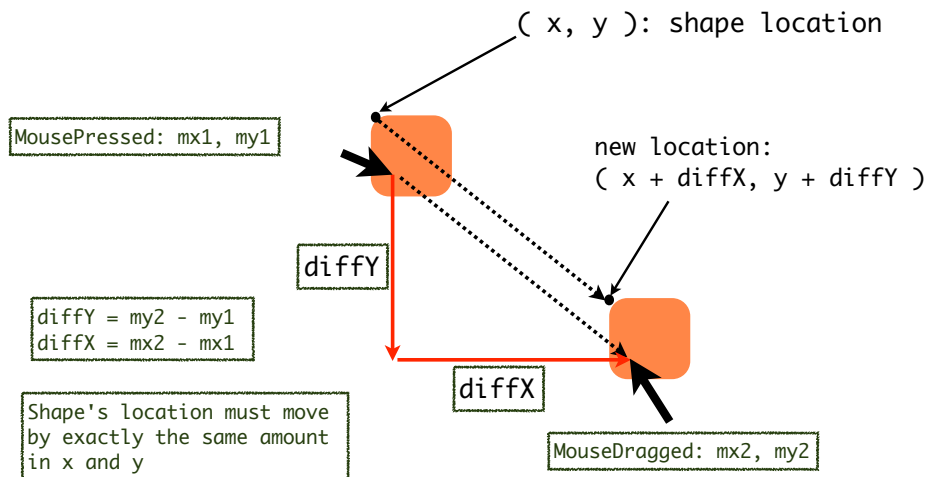 ( x, y ): shape location
MousePressed: mx1, my1
new location:
( x + diffX, y + diffY )
diffY
diffY = my2 - my1
diffX = mx2 - mx1
diffX
Shape's location must move
by exactly the same amount
in x and y
MouseDragged: mx2, my2